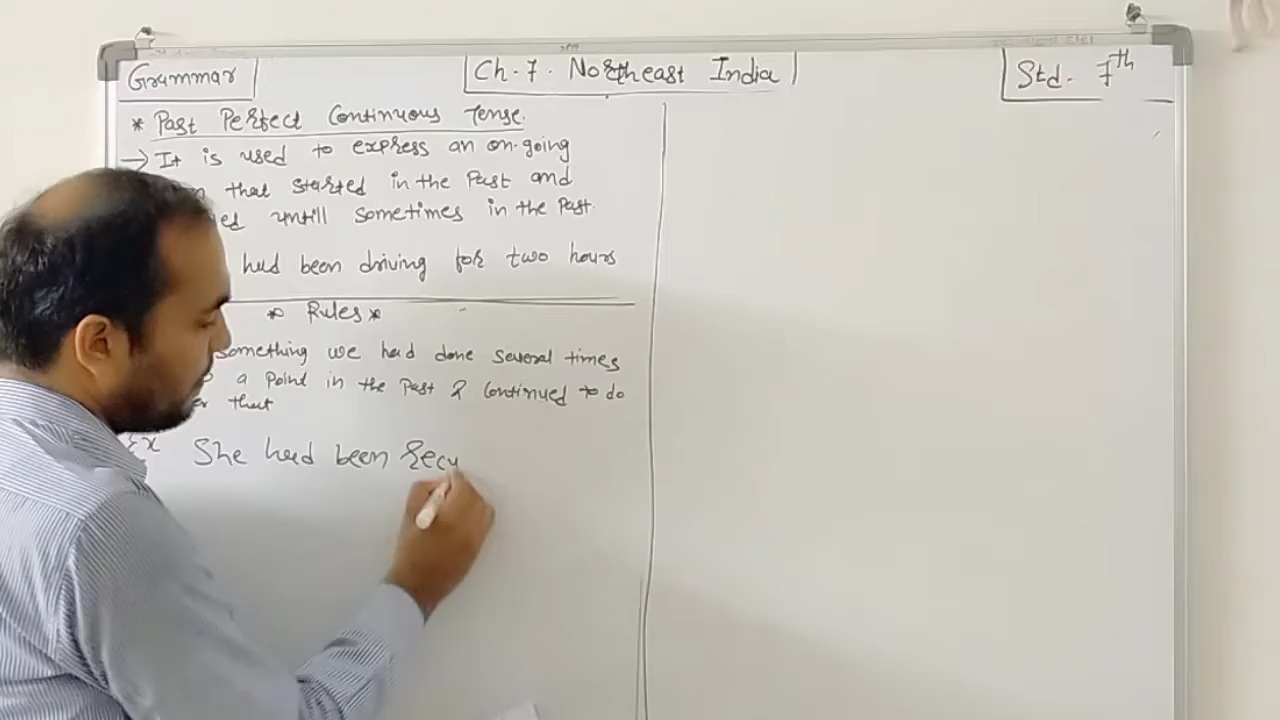 Grammar
Ch. 7. Northeast India
Std. 7th
* Past Perfect Continuous Tense.
→ It is used to express an on-going
that started in the Past and
untill sometimes in the Past.
had been driving for two hours
* Rules *
something we had done several times
a Point in the Past & Continued to do
that
Ex She had been